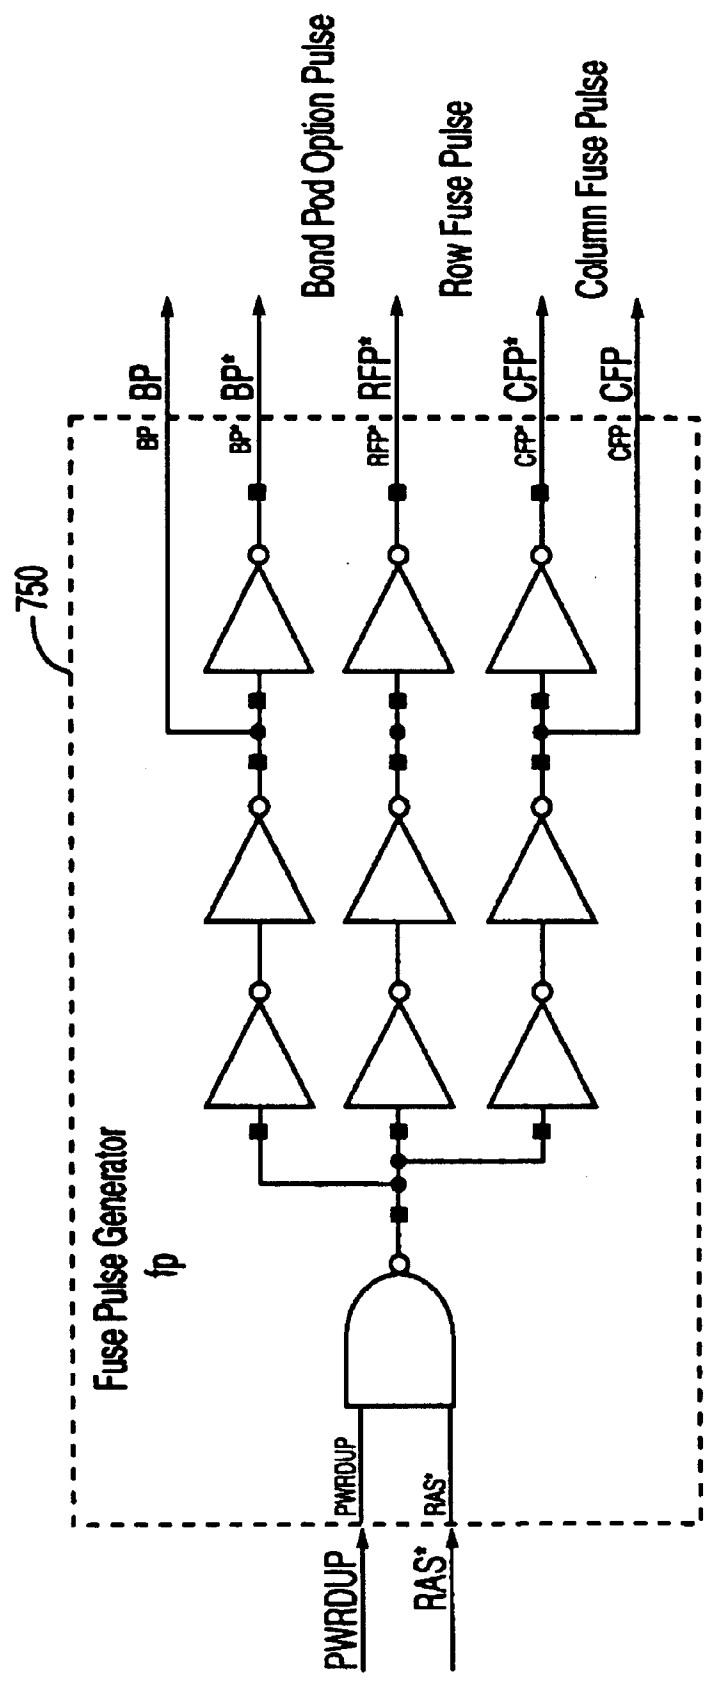 750
Fuse Pulse Generator
fp
PWRDUP
PWRDUP
RAS*
RAS*
BP
BP
BP*
BP*
Bond Pod Option Pulse
RFP*
RFP*
Row Fuse Pulse
CFP*
CFP*
Column Fuse Pulse
CFP
CFP